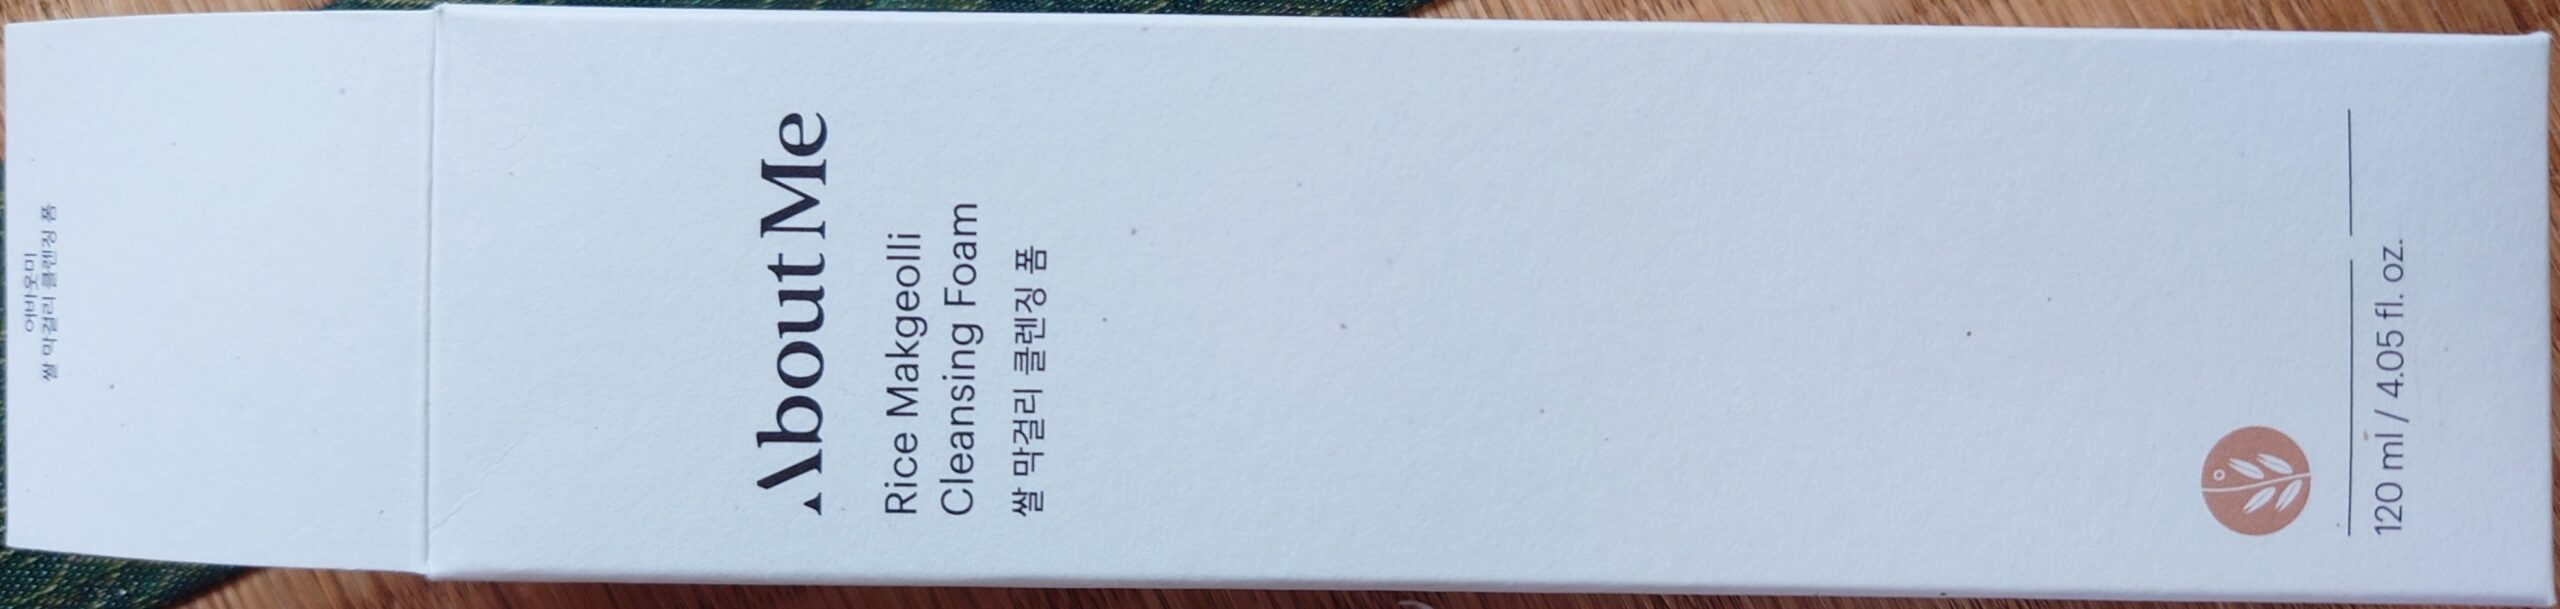 어바웃미
쌀 막걸리 클렌징 폼
About Me
Rice Makgeolli
Cleansing Foam
쌀 막걸리 클렌징 폼
120 ml / 4.05 fl. oz.